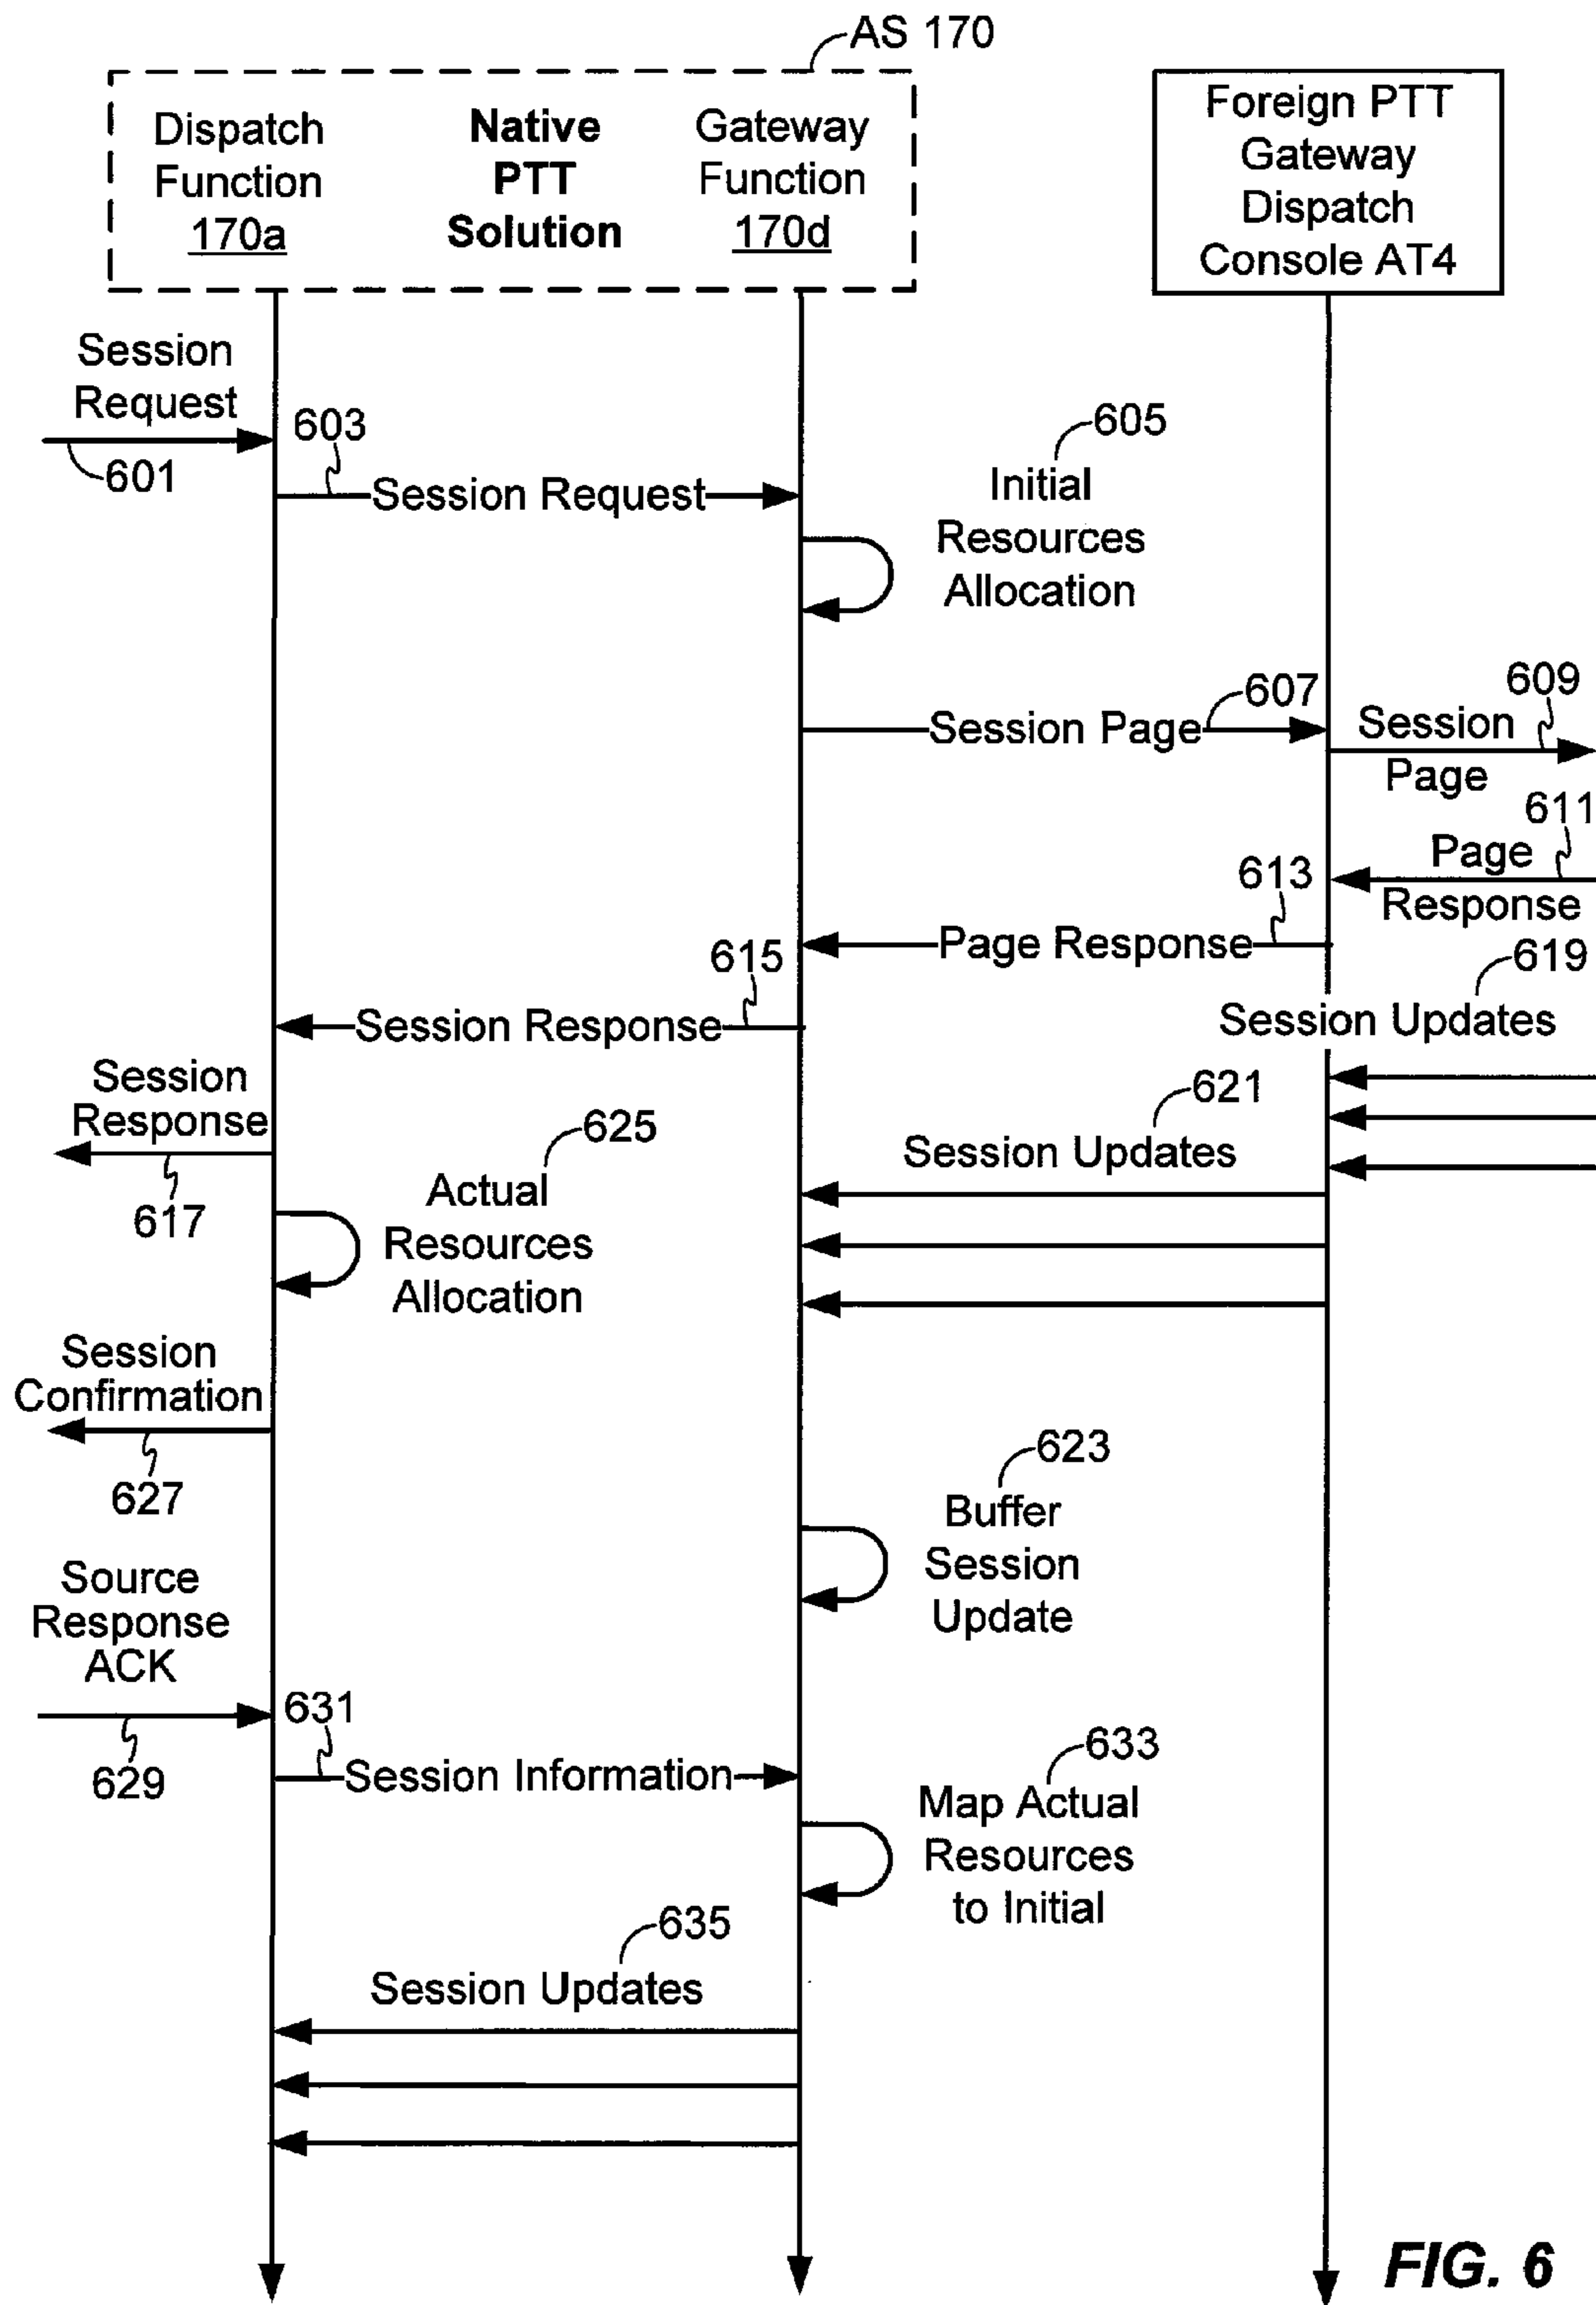 AS 170
Dispatch
Function
170a
Native
PTT
Solution
Gateway
Function
170d
Foreign PTT
Gateway
Dispatch
Console AT4
Session
Request
601
603
Session Request
605
Initial
Resources
Allocation
607
Session Page
609
Session
Page
611
Page
Response
613
Page Response
615
Session Response
619
Session Updates
Session
Response
617
621
Session Updates
625
Actual
Resources
Allocation
Session
Confirmation
627
623
Buffer
Session
Update
Source
Response
ACK
629
631
Session Information
633
Map Actual
Resources
to Initial
635
Session Updates
FIG. 6